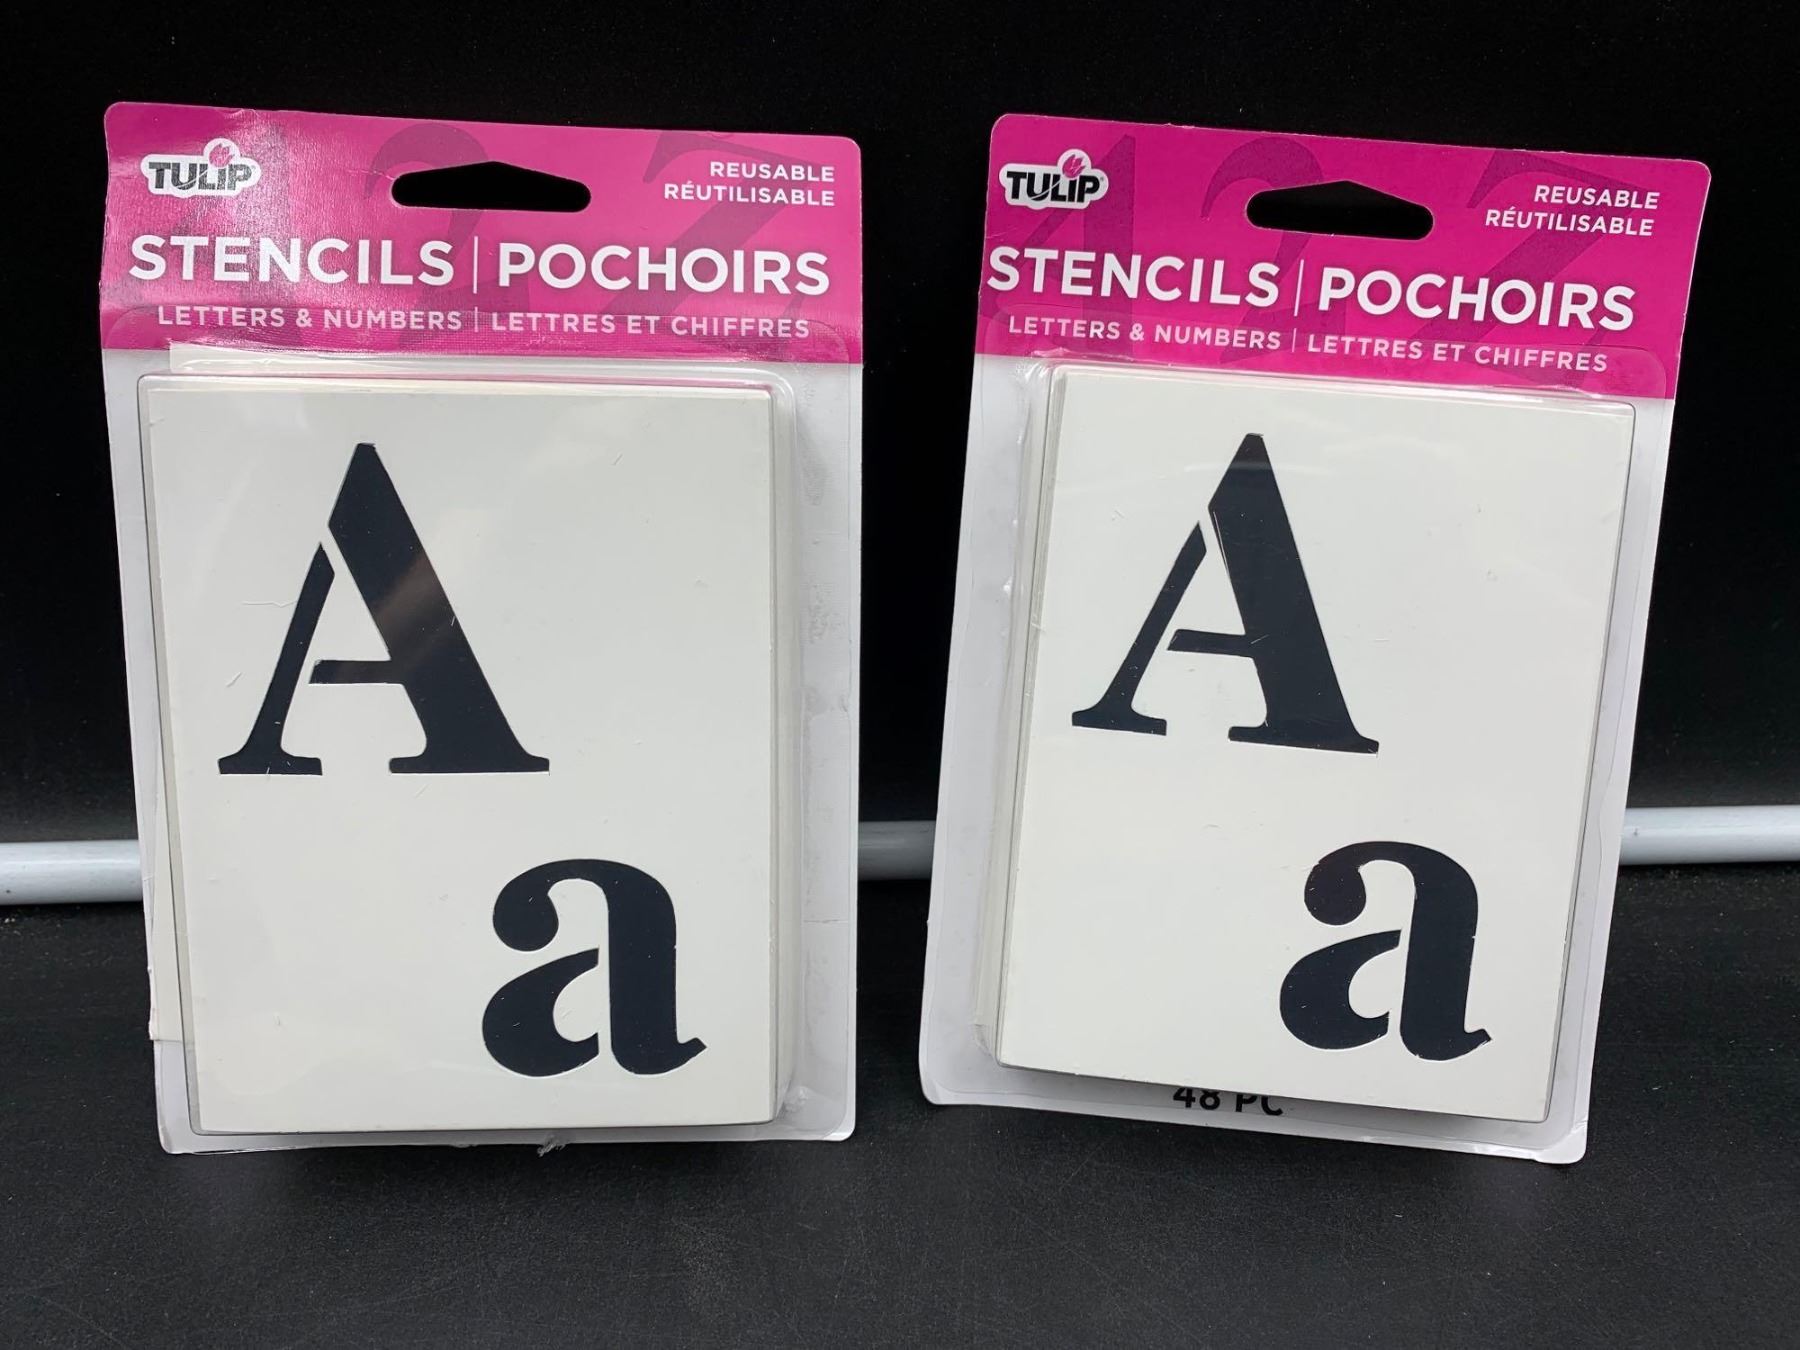 TULIP
REUSABLE
RÉUTILISABLE
STENCILS | POCHOIRS
LETTERS & NUMBERS | LETTRES ET CHIFFRES
A
a
TULIP
REUSABLE
RÉUTILISABLE
STENCILS | POCHOIRS
LETTERS & NUMBERS | LETTRES ET CHIFFRES
A
a
48 PC